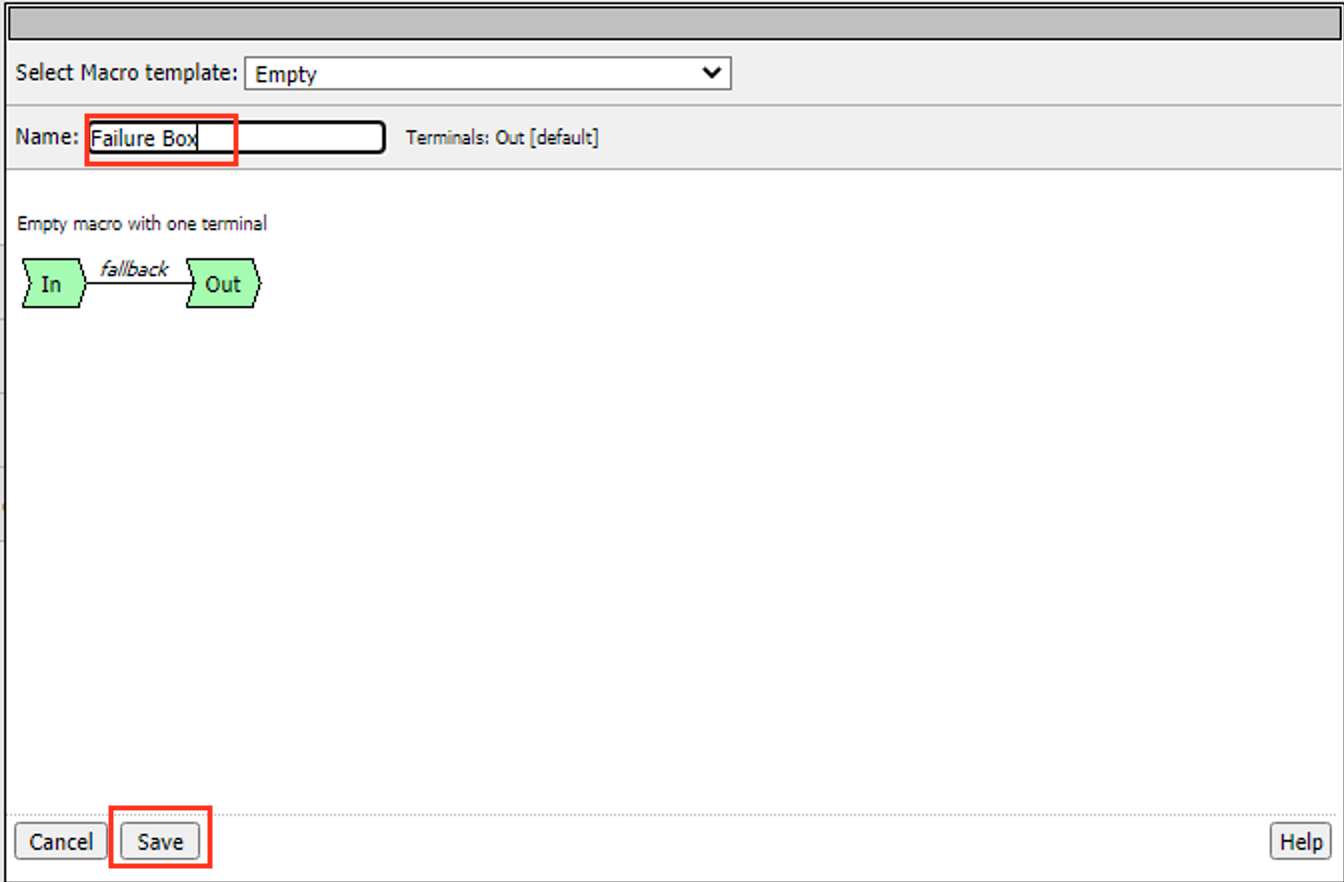 Select Macro template: Empty
Name: Failure Box Terminals: Out [default]
Empty macro with one terminal
In fallback Out
Cancel Save Help